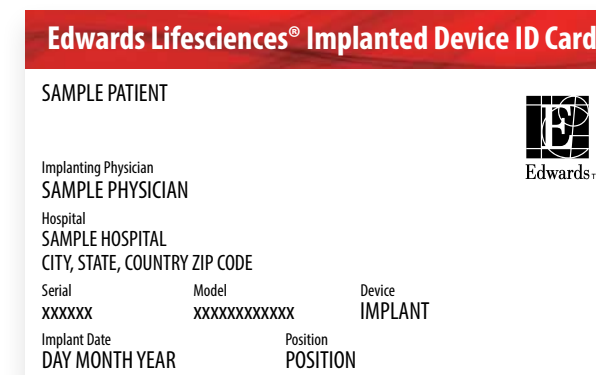 Edwards Lifesciences® Implanted Device ID Card
SAMPLE PATIENT
Edwards
Implanting Physician
SAMPLE PHYSICIAN
Hospital
SAMPLE HOSPITAL
CITY, STATE, COUNTRY ZIP CODE
Serial Model Device
xxxxxx xxxxxxxxxxxx IMPLANT
Implant Date Position
DAY MONTH YEAR POSITION